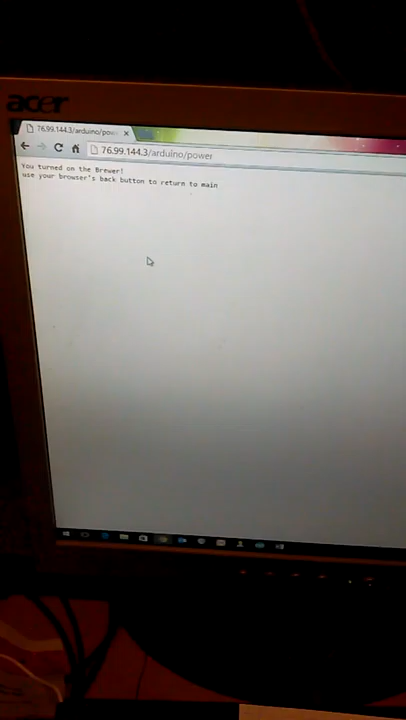 acer
76.99.144.3/arduino/pow
76.99.144.3/arduino/power
You turned on the Brewer!
use your browser's back button to return to main